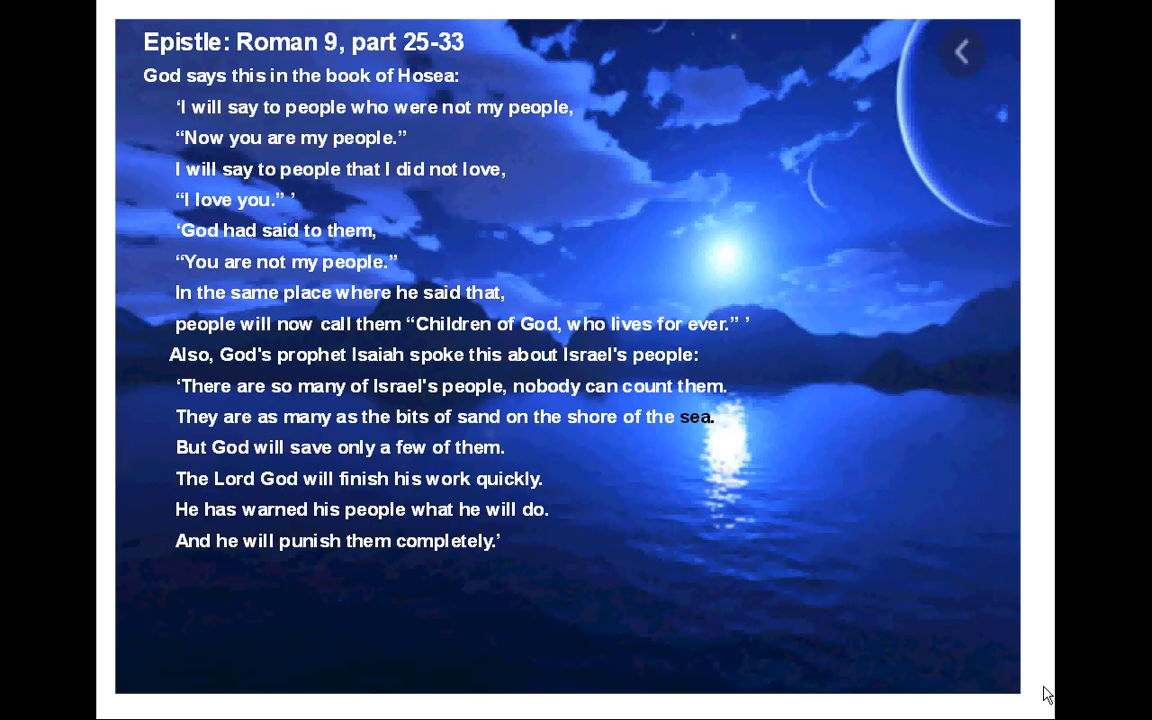 Epistle: Roman 9, part 25-33
God says this in the book of Hosea:
‘I will say to people who were not my people,
“Now you are my people.”
I will say to people that I did not love,
“I love you.” ’
‘God had said to them,
“You are not my people.”
In the same place where he said that,
people will now call them “Children of God, who lives for ever.” ’
Also, God's prophet Isaiah spoke this about Israel's people:
‘There are so many of Israel's people, nobody can count them.
They are as many as the bits of sand on the shore of the sea.
But God will save only a few of them.
The Lord God will finish his work quickly.
He has warned his people what he will do.
And he will punish them completely.’